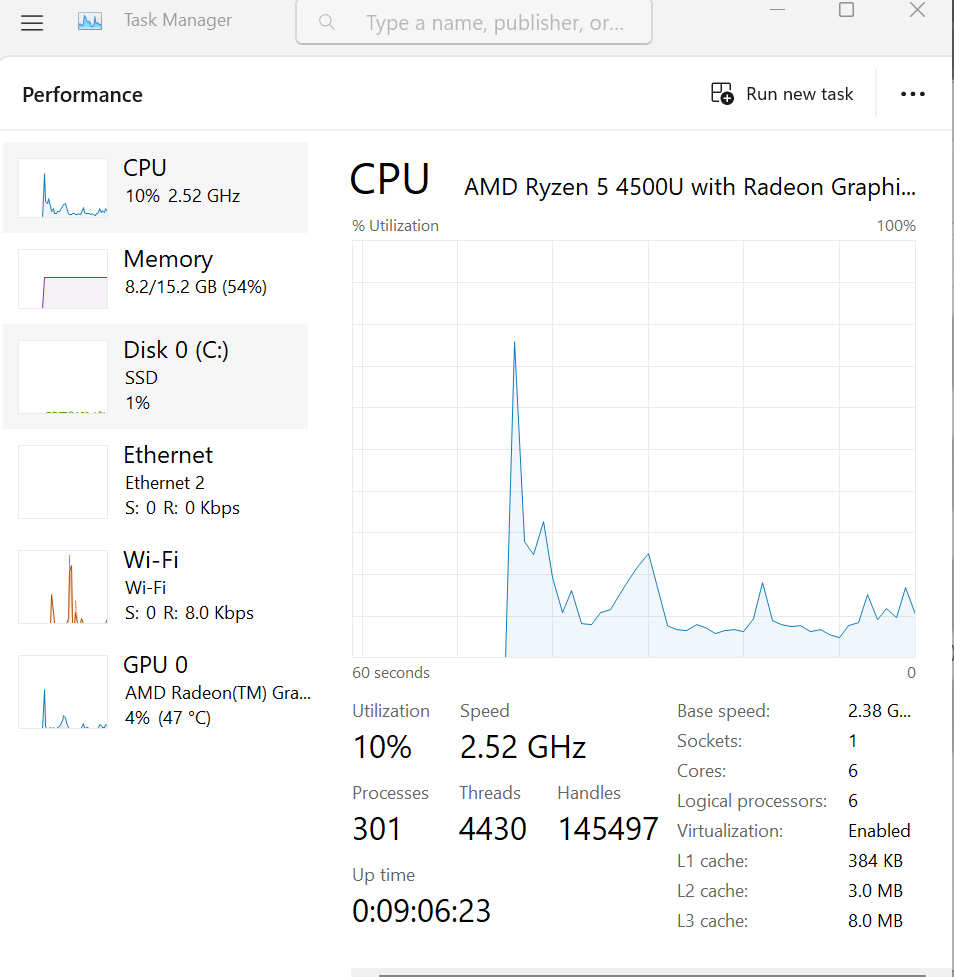 Task Manager
Type a name, publisher, or...
Performance
Run new task
CPU
10% 2.52 GHz
Memory
8.2/15.2 GB (54%)
Disk 0 (C:)
SSD
1%
Ethernet
Ethernet 2
S: 0 R: 0 Kbps
Wi-Fi
Wi-Fi
S: 0 R: 8.0 Kbps
GPU 0
AMD Radeon(TM) Gra...
4% (47 °C)
CPU AMD Ryzen 5 4500U with Radeon Graphi...
% Utilization 100%
60 seconds 0
Utilization Speed
10% 2.52 GHz
Processes Threads Handles
301 4430 145497
Up time
0:09:06:23
Base speed: 2.38 G...
Sockets: 1
Cores: 6
Logical processors: 6
Virtualization: Enabled
L1 cache: 384 KB
L2 cache: 3.0 MB
L3 cache: 8.0 MB